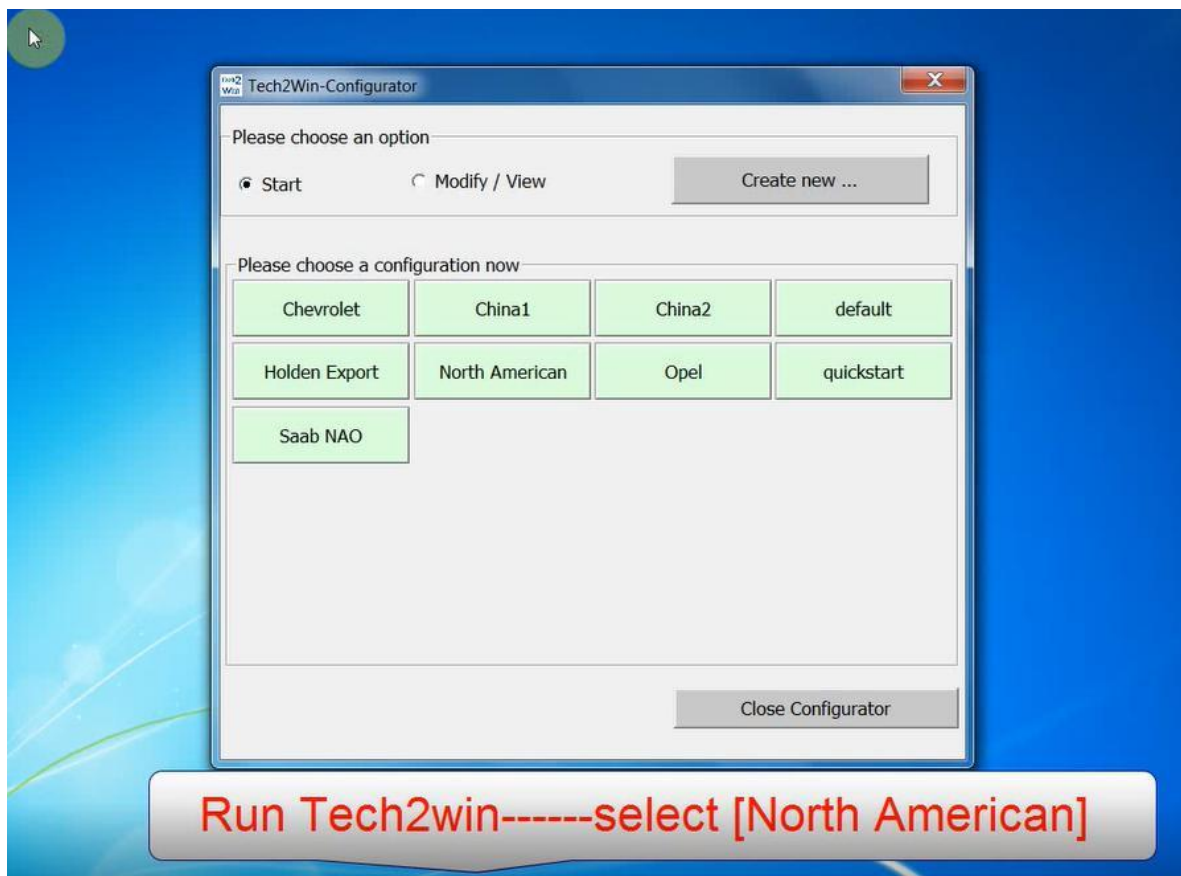 Tech2Win-Configurator
Please choose an option
Start
Modify / View
Create new ...
Please choose a configuration now
Chevrolet
China1
China2
default
Holden Export
North American
Opel
quickstart
Saab NAO
Close Configurator
Run Tech2win------select [North American]